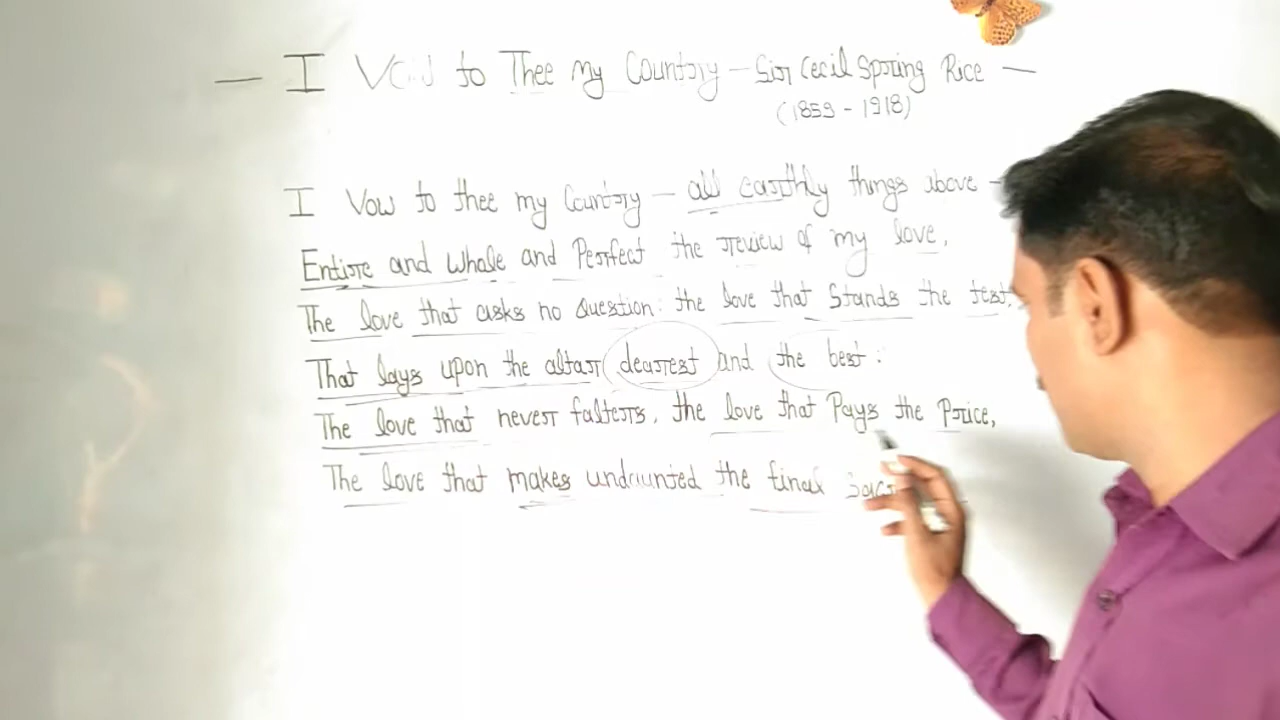 — I to Thee My Country — Sir Cecil Spring Rice —
(1859 - 1918)
I Vow to thee my Country — all earthly things above -
Entire and whole and Perfect the review of my love,
The love that asks no Question: the love that Stands the test,
That lays upon the altar dearest and the best:
The love that never falters, the love that Pays the Price,
The love that makes undaunted the final